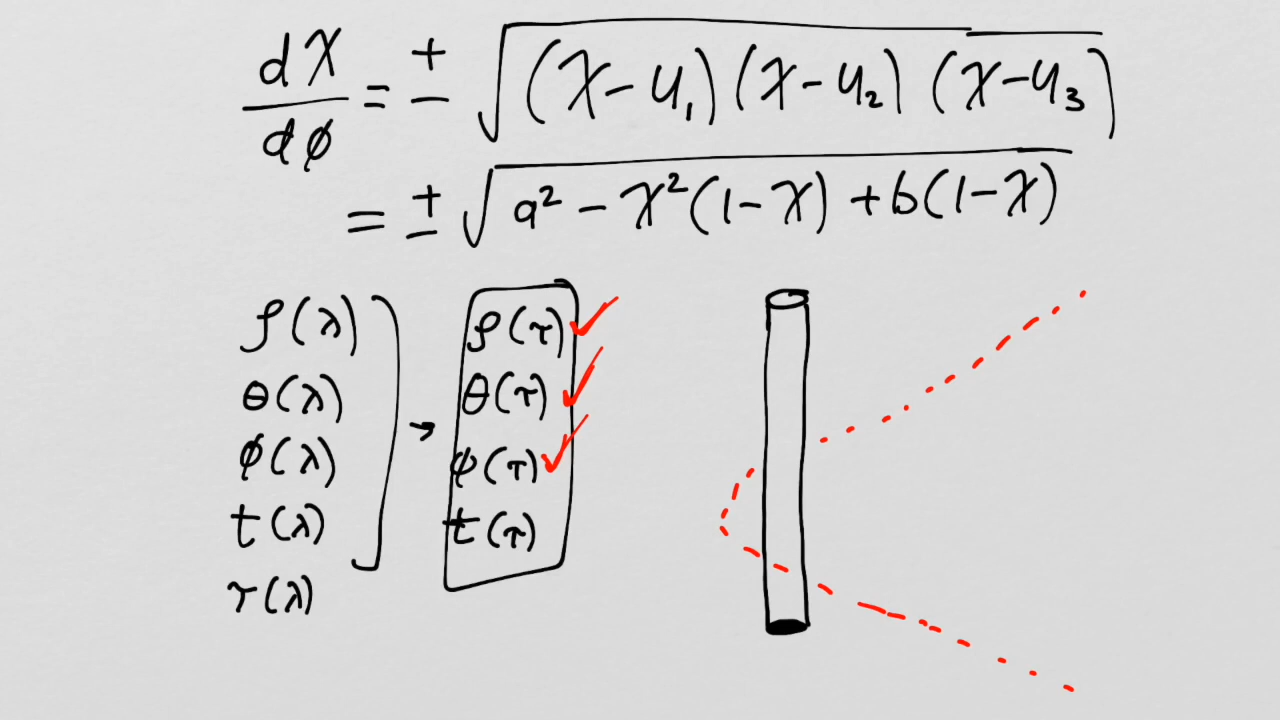 dχ/dφ = ± √(χ-u₁)(χ-u₂)(χ-u₃)
= ± √a² - χ²(1-χ) + b(1-χ)
ρ(λ) ρ(τ) ✓
θ(λ) θ(τ) ✓
φ(λ) → φ(τ) ✓
t(λ) t(τ)
τ(λ)